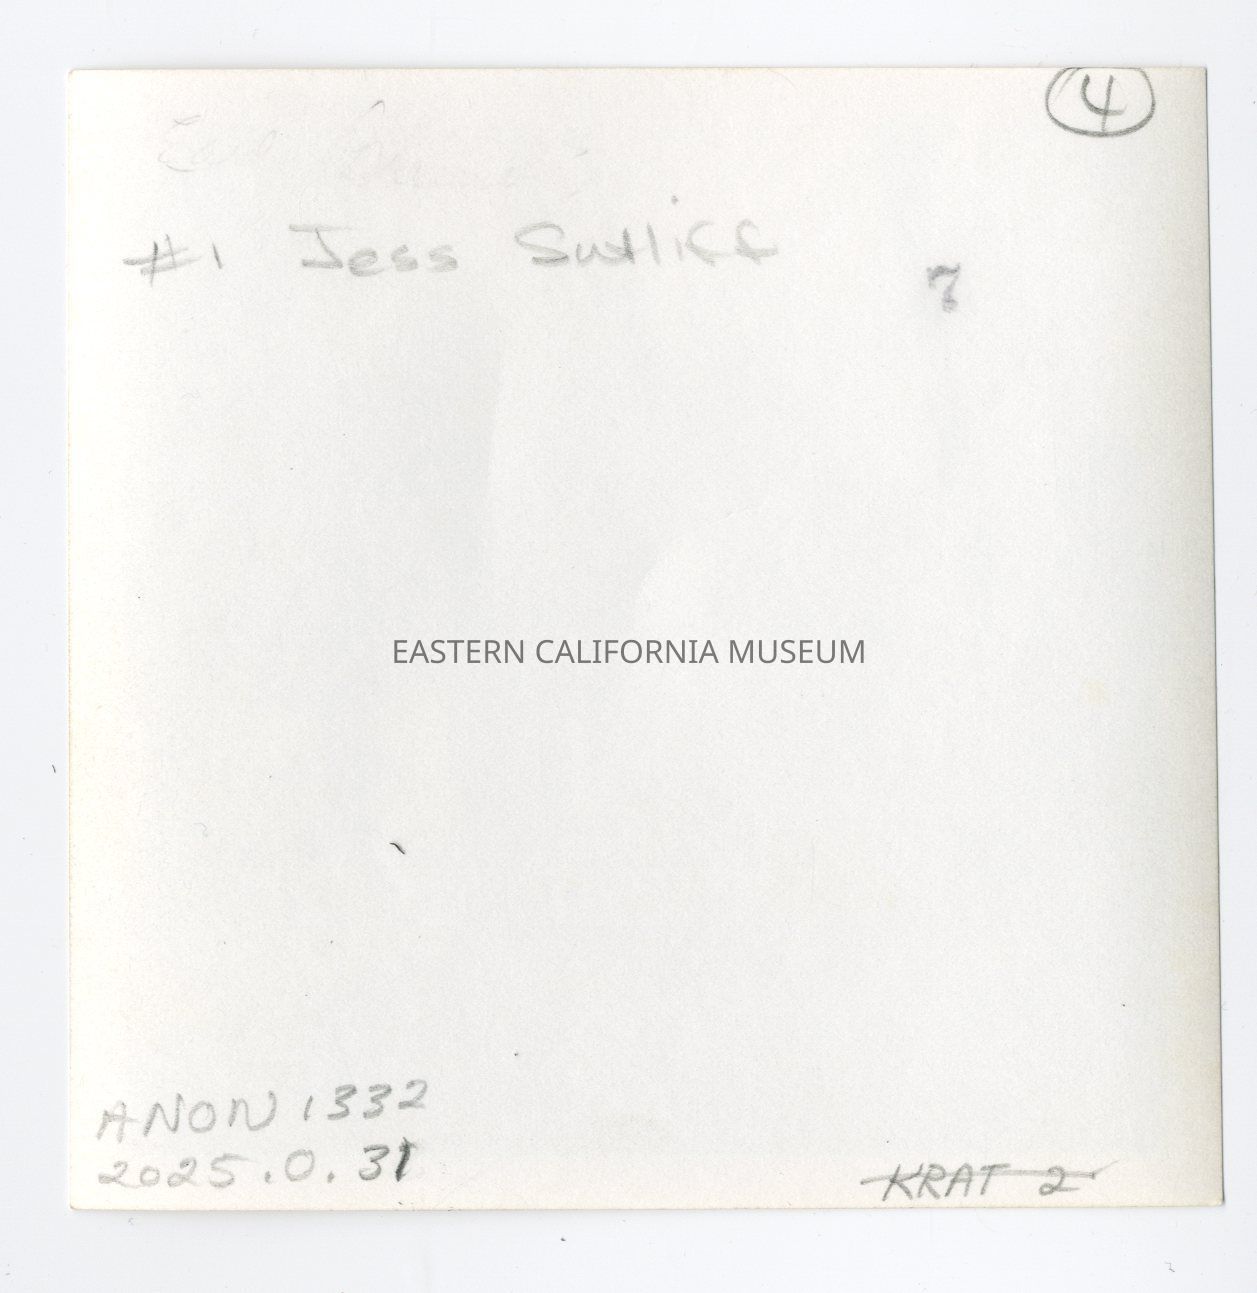 4
#1 Jess Sutliff
7
EASTERN CALIFORNIA MUSEUM
ANON 1332
2025.0.31
KRAT 2